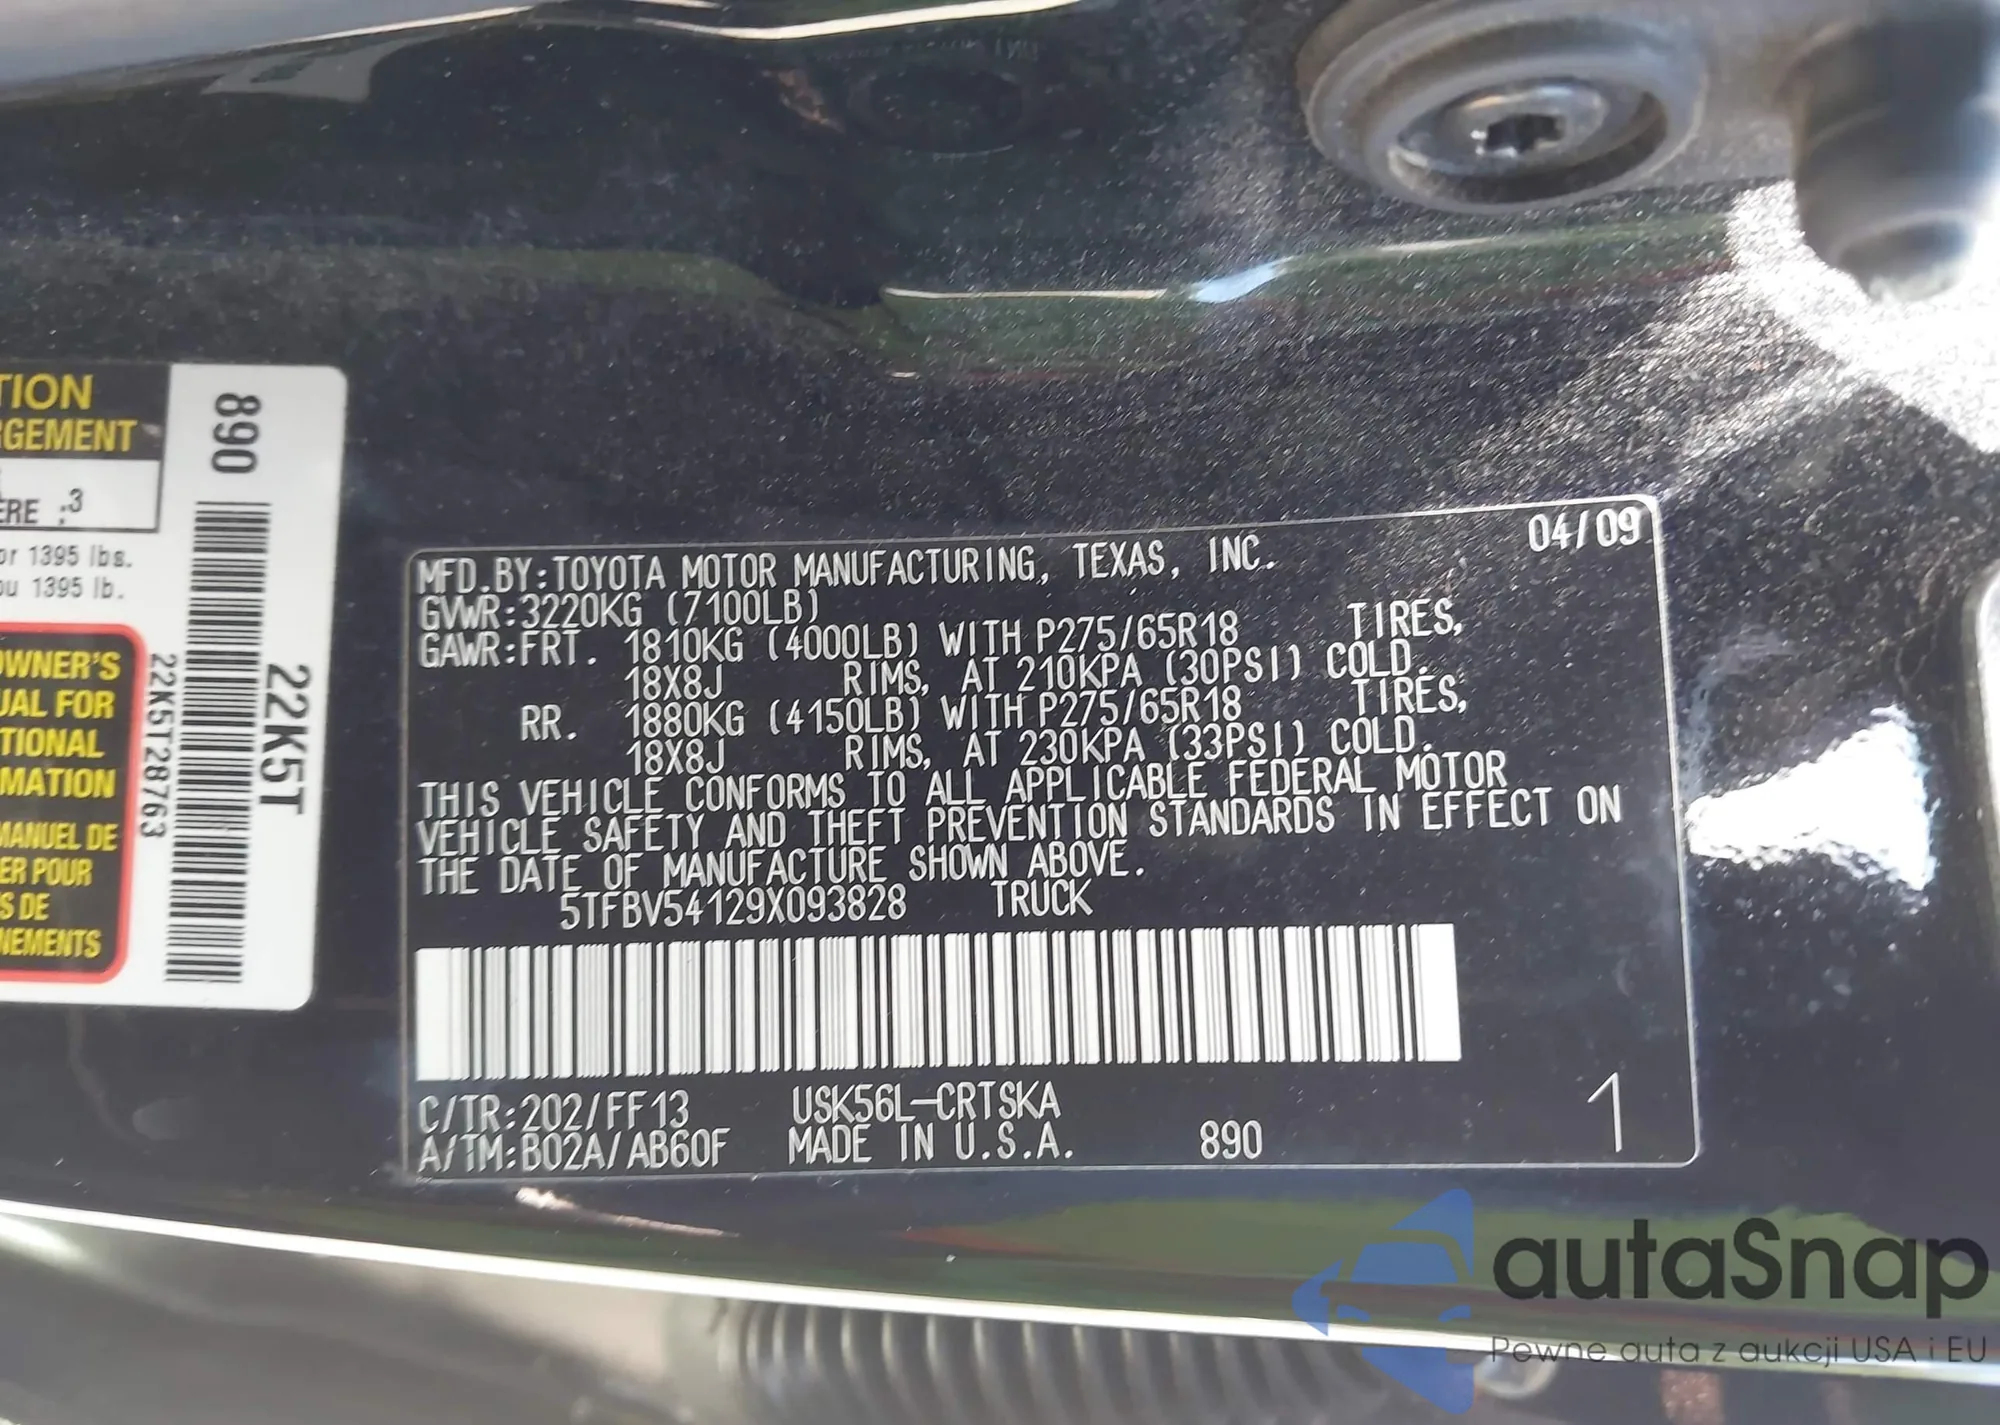 TION
RGEMENT
ERE :3
or 1395 lbs.
ou 1395 lb.
OWNER'S
UAL FOR
TIONAL
MATION
MANUEL DE
ER POUR
S DE
NEMENTS
890
22K5T28763
22K5T
04/09
MFD.BY:TOYOTA MOTOR MANUFACTURING, TEXAS, INC.
GVWR:3220KG (7100LB)
GAWR:FRT. 1810KG (4000LB) WITH P275/65R18 TIRES,
18X8J RIMS, AT 210KPA (30PSI) COLD.
RR. 1880KG (4150LB) WITH P275/65R18 TIRES,
18X8J RIMS, AT 230KPA (33PSI) COLD.
THIS VEHICLE CONFORMS TO ALL APPLICABLE FEDERAL MOTOR
VEHICLE SAFETY AND THEFT PREVENTION STANDARDS IN EFFECT ON
THE DATE OF MANUFACTURE SHOWN ABOVE.
5TFBV54129X093828 TRUCK
C/TR:202/FF13 USK56L-CRTSKA
A/TM:B02A/AB60F MADE IN U.S.A. 890 1
autaSnap
Pewne auta z aukcji USA i EU